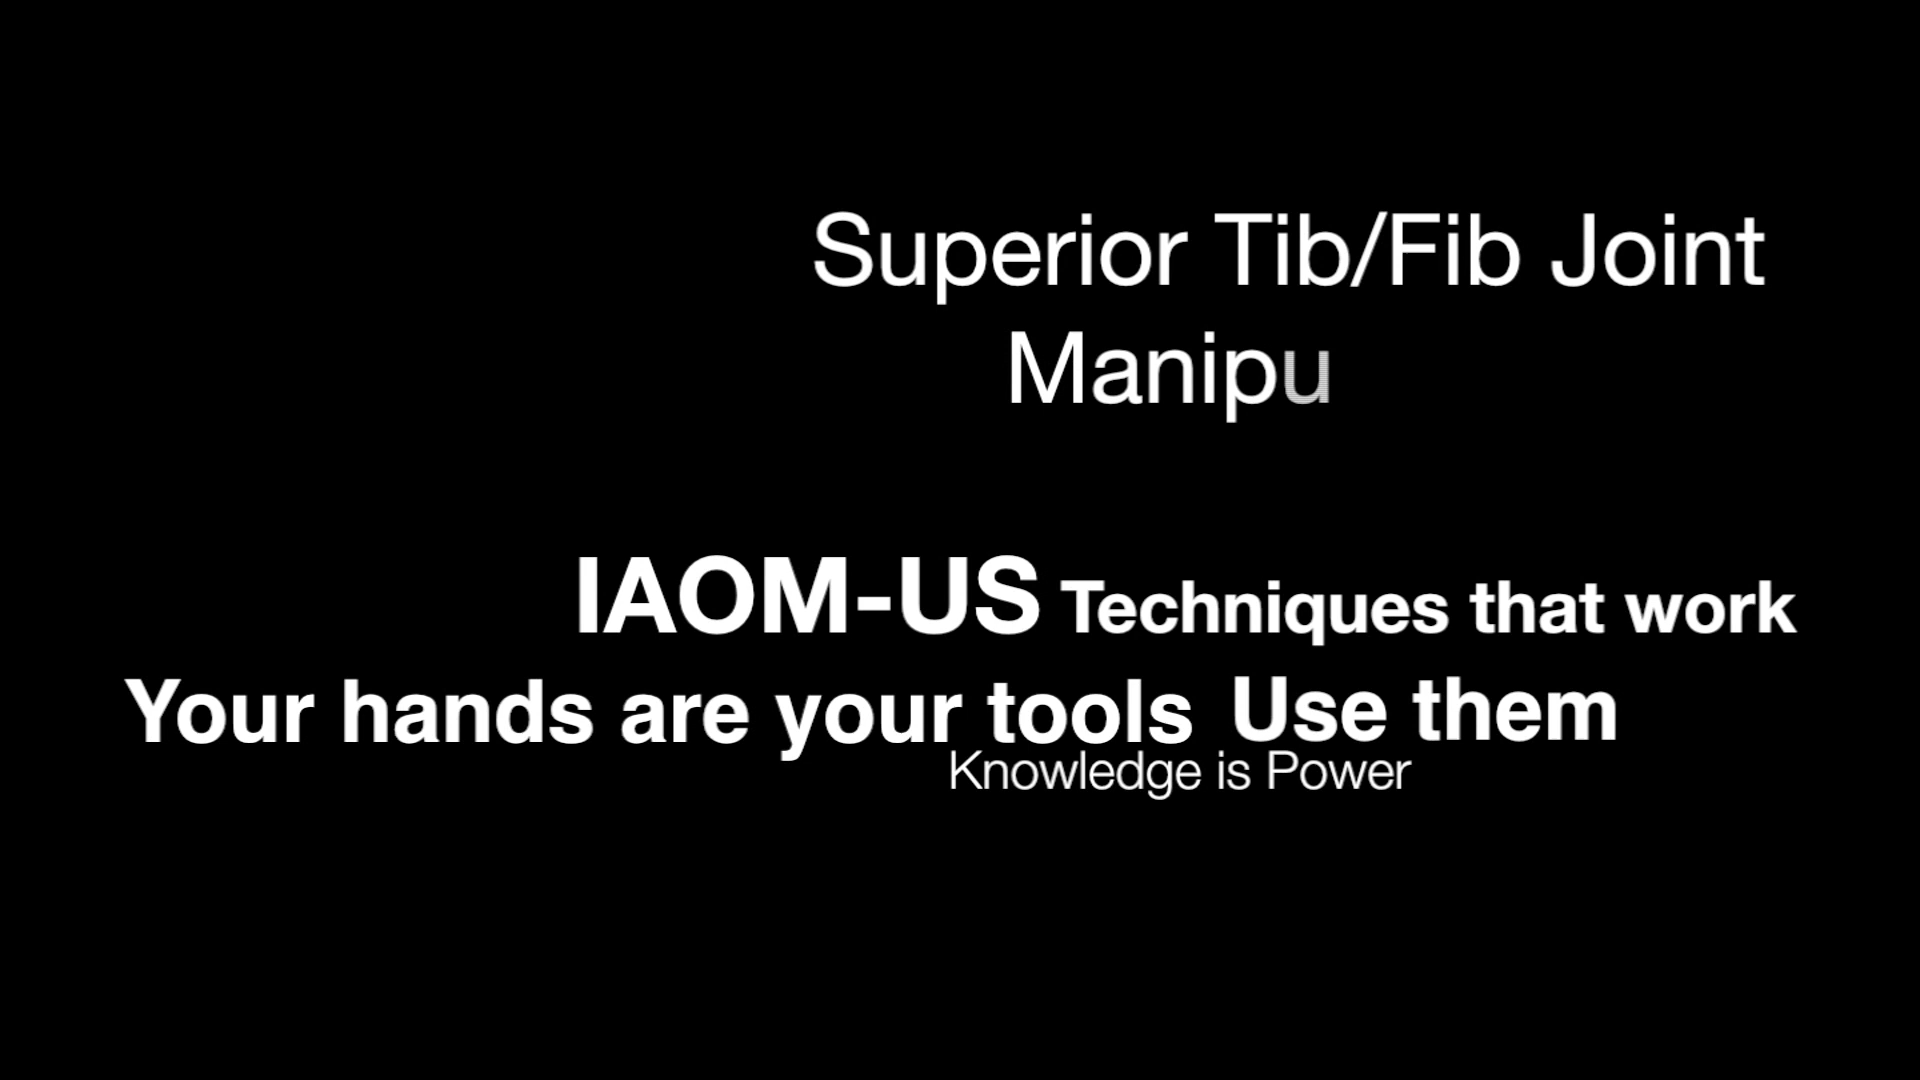 Superior Tib/Fib Joint
Manipu
IAOM-US Techniques that work
Your hands are your tools Use them
Knowledge is Power